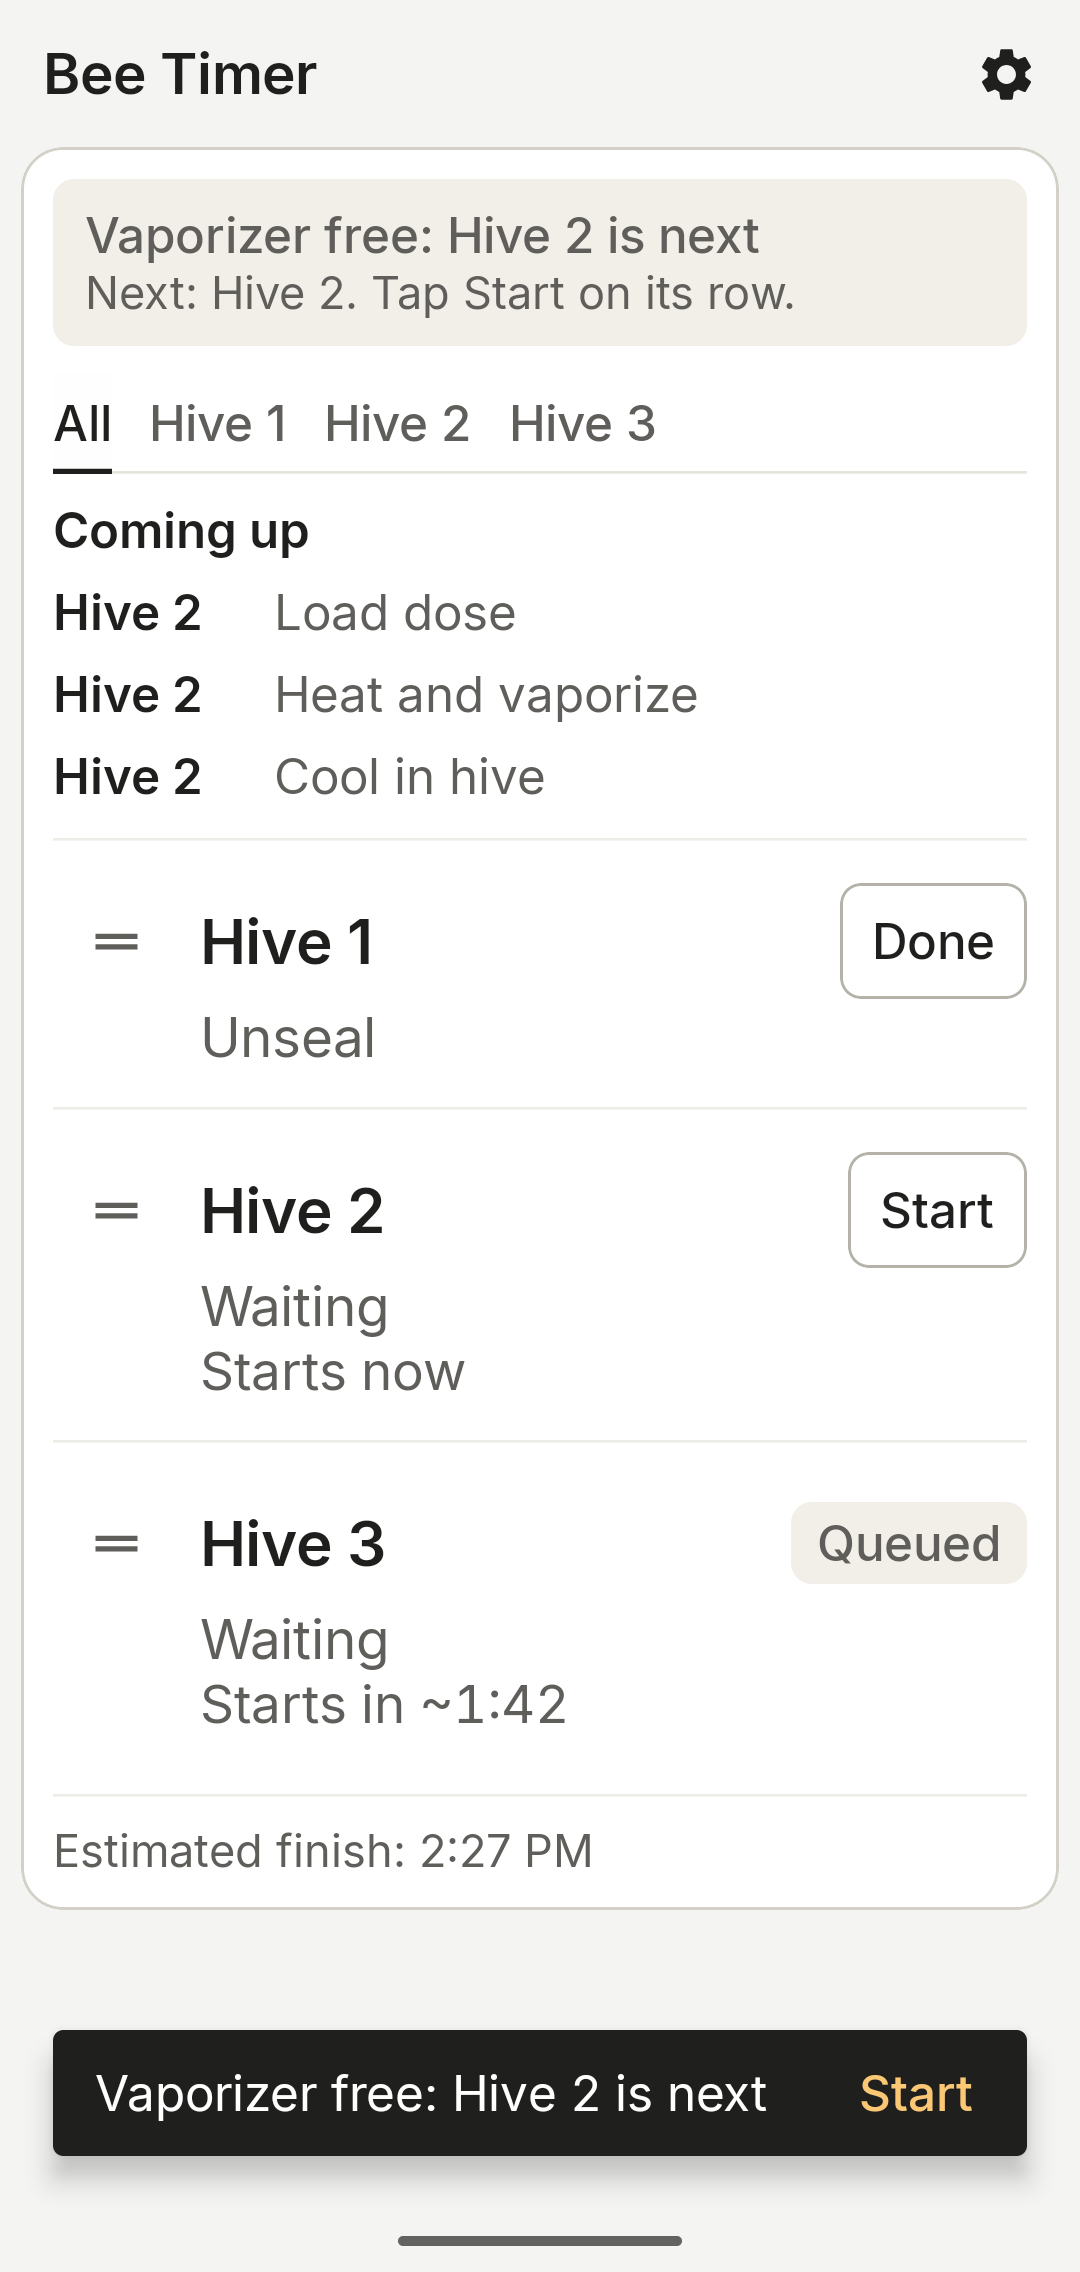 Bee Timer
Vaporizer free: Hive 2 is next
Next: Hive 2. Tap Start on its row.
All Hive 1 Hive 2 Hive 3
Coming up
Hive 2 Load dose
Hive 2 Heat and vaporize
Hive 2 Cool in hive
Hive 1 Done
Unseal
Hive 2 Start
Waiting
Starts now
Hive 3 Queued
Waiting
Starts in ~1:42
Estimated finish: 2:27 PM
Vaporizer free: Hive 2 is next Start